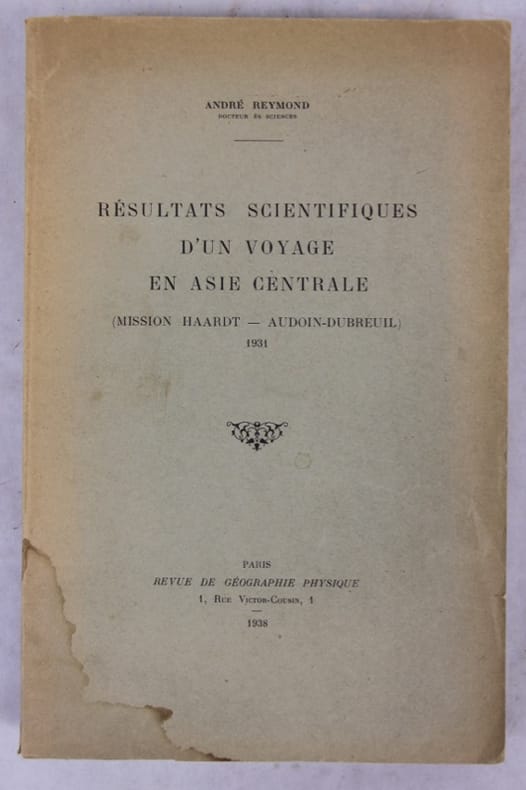 ANDRÉ REYMOND
DOCTEUR ÈS SCIENCES
RÉSULTATS SCIENTIFIQUES
D'UN VOYAGE
EN ASIE CENTRALE
(MISSION HAARDT — AUDOIN-DUBREUIL)
1931
PARIS
REVUE DE GÉOGRAPHIE PHYSIQUE
1, RUE VICTOR-COUSIN, 1
1938